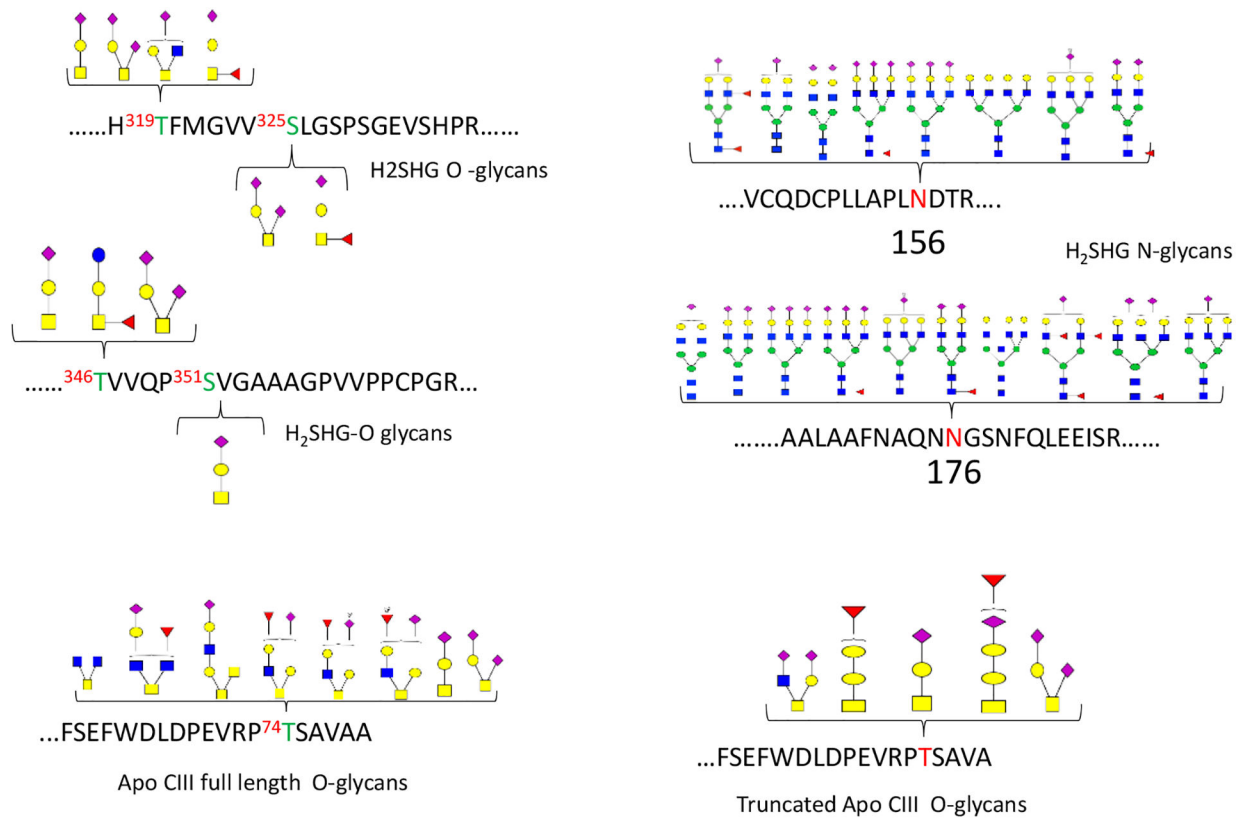 ......H319TFMGVV325SLGSPSGEVSHPR......
H2SHG O -glycans
......346TVVQP351SVGAAAGPVVPPCPGR...
H₂SHG-O glycans
...FSEFWDLDPEVRP74TSAVAA
Apo CIII full length O-glycans
....VCQDCPLLAPLNDTR....
156
H₂SHG N-glycans
.......AALAAFNAQNNGSNFQLEEISR......
176
...FSEFWDLDPEVRPTSAVA
Truncated Apo CIII O-glycans